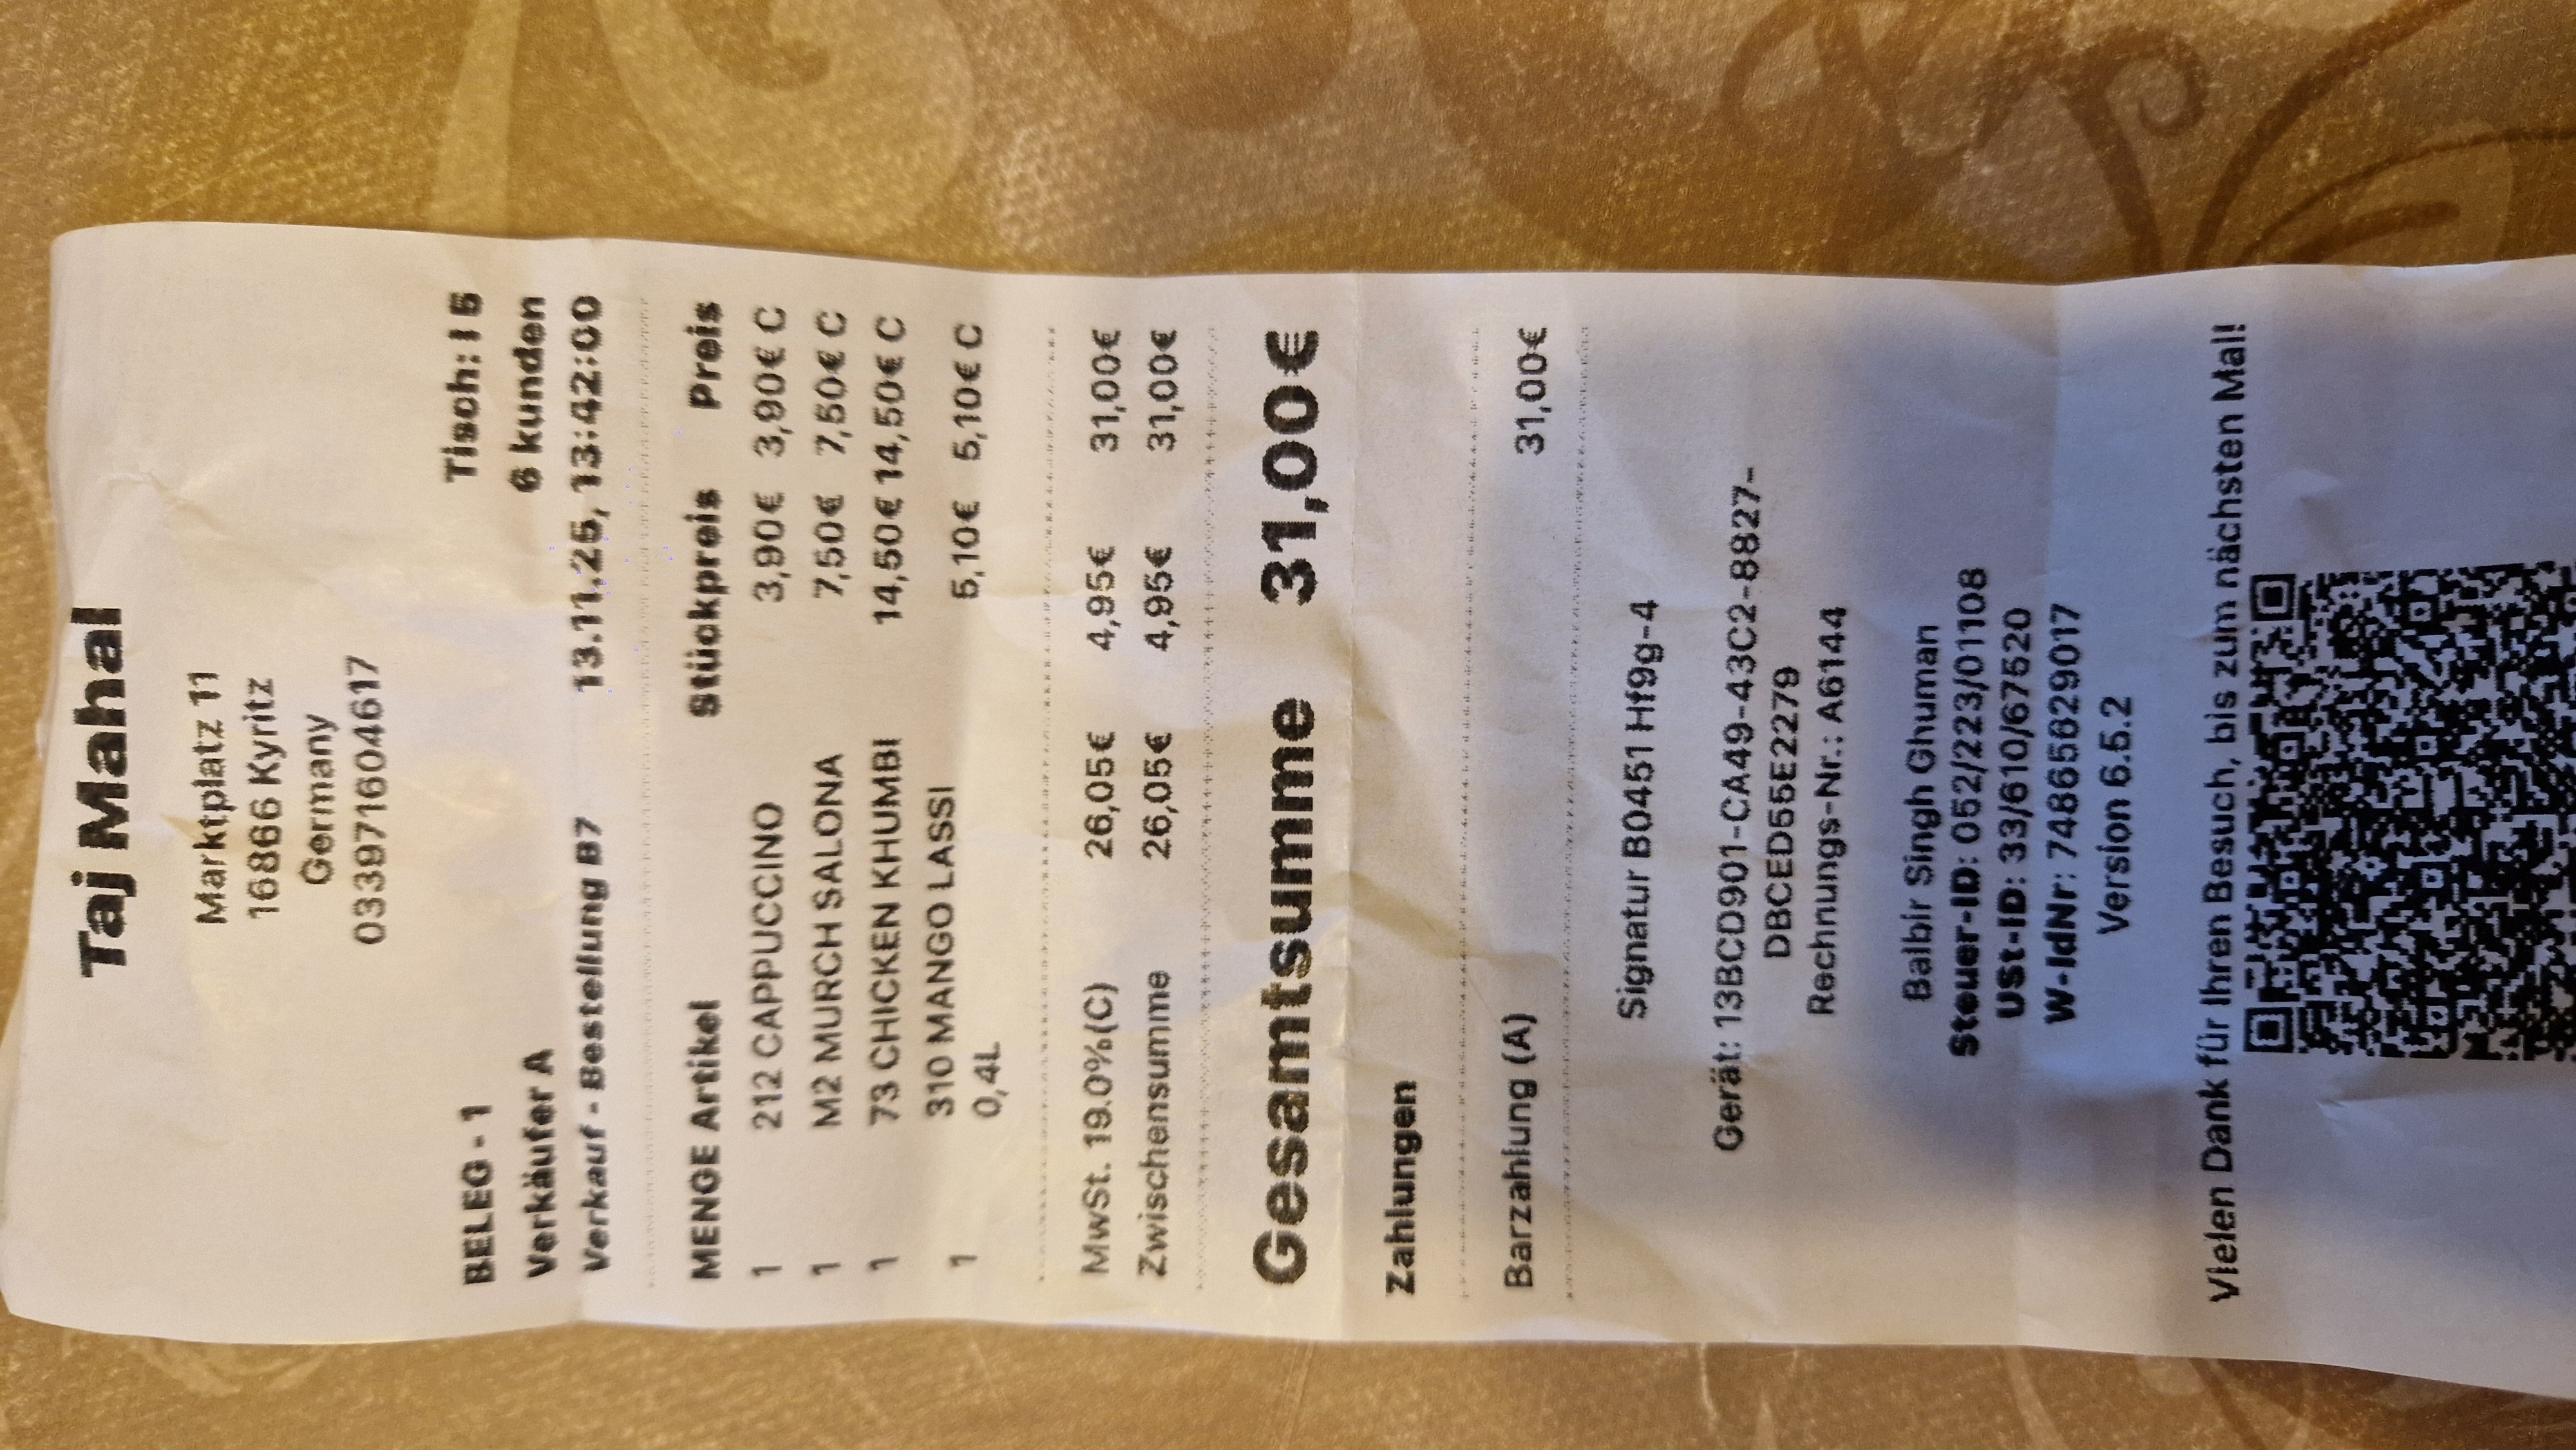 Taj Mahal
Marktplatz 11
16866 Kyritz
Germany
033971604617
BELEG - 1 Tisch: I 5
Verkäufer A 6 kunden
Verkauf - Bestellung B7 13.11.25, 13:42:00
MENGE Artikel Stückpreis Preis
1 212 CAPPUCCINO 3,90€ 3,90€ C
1 M2 MURCH SALONA 7,50€ 7,50€ C
1 73 CHICKEN KHUMBI 14,50€ 14,50€ C
1 310 MANGO LASSI 5,10€ 5,10€ C
0,4L
MwSt. 19.0%(C) 26,05€ 4,95€ 31,00€
Zwischensumme 26,05€ 4,95€ 31,00€
Gesamtsumme 31,00€
Zahlungen
Barzahlung (A) 31,00€
Signatur B0451 Hf9g-4
Gerät: 13BCD901-CA49-43C2-8827-
DBCED55E2279
Rechnungs-Nr.: A6144
Balbir Singh Ghuman
Steuer-ID: 052/223/01108
USt-ID: 33/610/67520
W-IdNr: 74865829017
Version 6.5.2
Vielen Dank für Ihren Besuch, bis zum nächsten Mal!